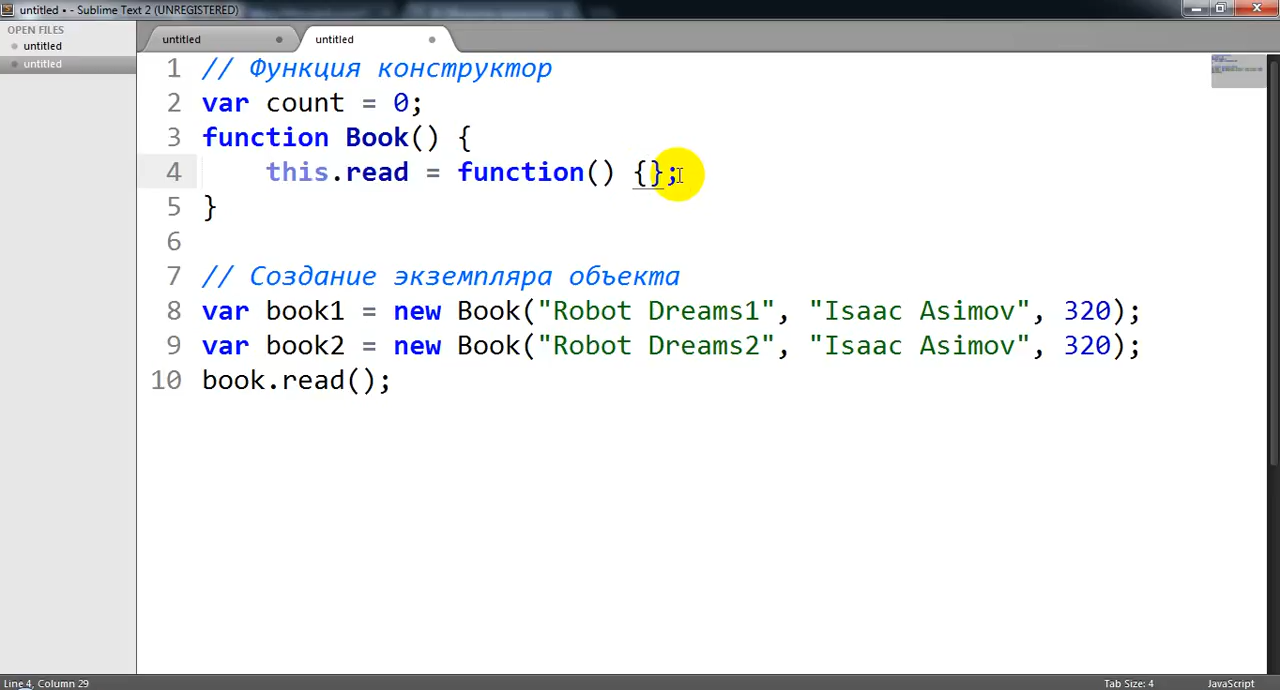 untitled • - Sublime Text 2 (UNREGISTERED)
OPEN FILES
untitled
untitled
untitled
untitled
1 // Функция конструктор
2 var count = 0;
3 function Book() {
4 this.read = function() {};
5 }
6
7 // Создание экземпляра объекта
8 var book1 = new Book("Robot Dreams1", "Isaac Asimov", 320);
9 var book2 = new Book("Robot Dreams2", "Isaac Asimov", 320);
10 book.read();
Line 4, Column 29
Tab Size: 4
JavaScript